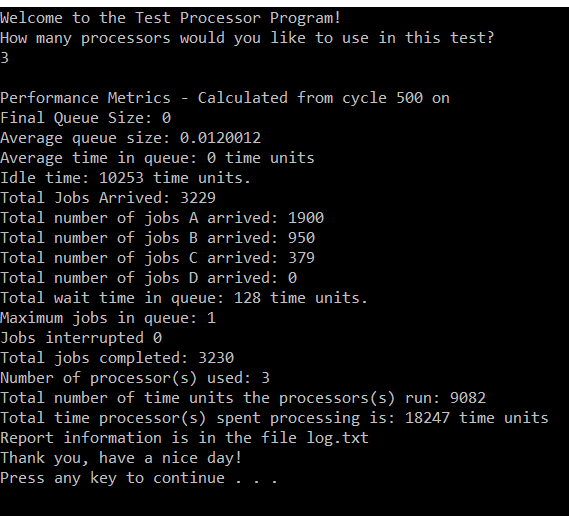 Welcome to the Test Processor Program!
How many processors would you like to use in this test?
3
Performance Metrics - Calculated from cycle 500 on
Final Queue Size: 0
Average queue size: 0.0120012
Average time in queue: 0 time units
Idle time: 10253 time units.
Total Jobs Arrived: 3229
Total number of jobs A arrived: 1900
Total number of jobs B arrived: 950
Total number of jobs C arrived: 379
Total number of jobs D arrived: 0
Total wait time in queue: 128 time units.
Maximum jobs in queue: 1
Jobs interrupted 0
Total jobs completed: 3230
Number of processor(s) used: 3
Total number of time units the processors(s) run: 9082
Total time processor(s) spent processing is: 18247 time units
Report information is in the file log.txt
Thank you, have a nice day!
Press any key to continue . . .